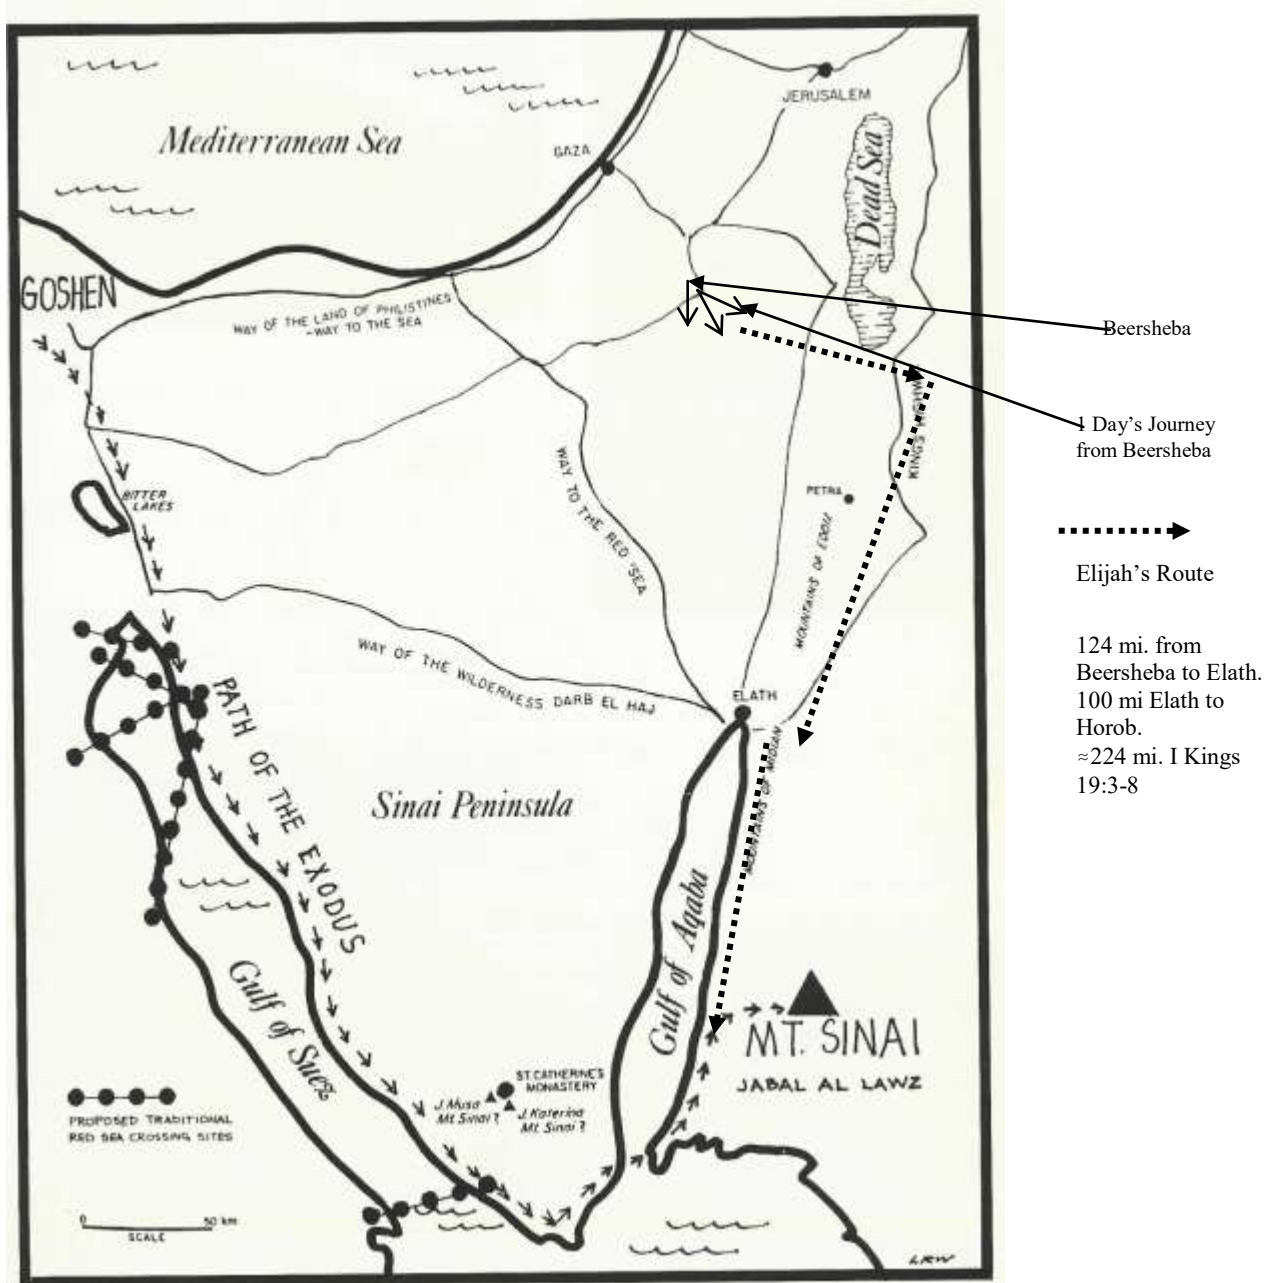 JERUSALEM
Mediterranean Sea
GAZA
Dead Sea
GOSHEN
WAY OF THE LAND OF PHILISTINES
-WAY TO THE SEA
Beersheba
KING'S HIGHWAY
1 Day's Journey
from Beersheba
BITTER
LAKES
PETRA
WAY TO THE RED SEA
MOUNTAINS OF EDOM
Elijah's Route
WAY OF THE WILDERNESS DARB EL HAJ
124 mi. from
Beersheba to Elath.
100 mi Elath to
Horob.
≈224 mi. I Kings
19:3-8
ELATH
PATH OF THE EXODUS
MOUNTAINS OF MIDIAN
Sinai Peninsula
Gulf of Aqaba
Gulf of Suez
MT. SINAI
JABAL AL LAWZ
ST. CATHERINE'S
MONASTERY
J. Musa
Mt. Sinai ?
J. Katerina
Mt. Sinai ?
PROPOSED TRADITIONAL
RED SEA CROSSING SITES
0 50 km
SCALE
LRW